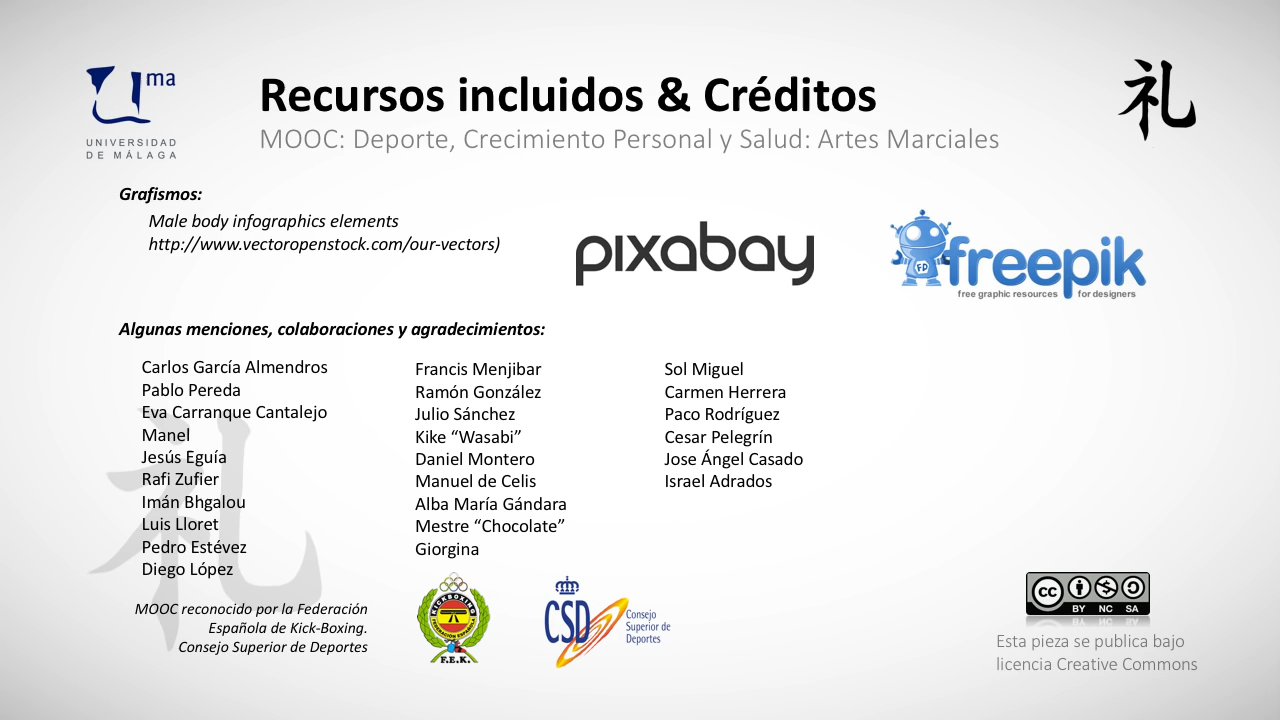 uma
UNIVERSIDAD
DE MÁLAGA
Recursos incluidos & Créditos
MOOC: Deporte, Crecimiento Personal y Salud: Artes Marciales
礼
Grafismos:
Male body infographics elements
http://www.vectoropenstock.com/our-vectors)
pixabay
FD
freepik
free graphic resources for designers
Algunas menciones, colaboraciones y agradecimientos:
Carlos García Almendros
Pablo Pereda
Eva Carranque Cantalejo
Manel
Jesús Eguía
Rafi Zufier
Imán Bhgalou
Luis Lloret
Pedro Estévez
Diego López
Francis Menjibar
Ramón González
Julio Sánchez
Kike “Wasabi”
Daniel Montero
Manuel de Celis
Alba María Gándara
Mestre “Chocolate”
Giorgina
Sol Miguel
Carmen Herrera
Paco Rodríguez
Cesar Pelegrín
Jose Ángel Casado
Israel Adrados
礼
MOOC reconocido por la Federación
Española de Kick-Boxing.
Consejo Superior de Deportes
KICKBOXING
FEDERACIÓN ESPAÑOLA
F.E.K.
CSD
Consejo
Superior de
Deportes
cc
BY NC SA
Esta pieza se publica bajo
licencia Creative Commons